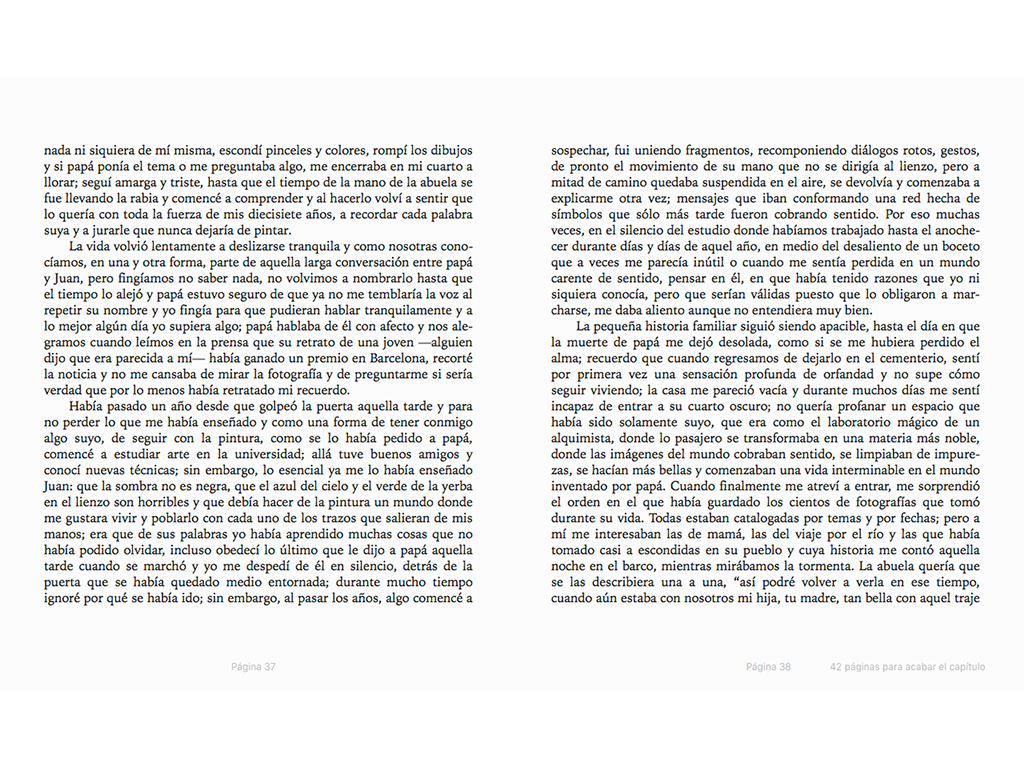 nada ni siquiera de mí misma, escondí pinceles y colores, rompí los dibujos
y si papá ponía el tema o me preguntaba algo, me encerraba en mi cuarto a
llorar; seguí amarga y triste, hasta que el tiempo de la mano de la abuela se
fue llevando la rabia y comencé a comprender y al hacerlo volví a sentir que
lo quería con toda la fuerza de mis diecisiete años, a recordar cada palabra
suya y a jurarle que nunca dejaría de pintar.
La vida volvió lentamente a deslizarse tranquila y como nosotras cono-
cíamos, en una y otra forma, parte de aquella larga conversación entre papá
y Juan, pero fingíamos no saber nada, no volvimos a nombrarlo hasta que
el tiempo lo alejó y papá estuvo seguro de que ya no me temblaría la voz al
repetir su nombre y yo fingía para que pudieran hablar tranquilamente y a
lo mejor algún día yo supiera algo; papá hablaba de él con afecto y nos ale-
gramos cuando leímos en la prensa que su retrato de una joven —alguien
dijo que era parecida a mí— había ganado un premio en Barcelona, recorté
la noticia y no me cansaba de mirar la fotografía y de preguntarme si sería
verdad que por lo menos había retratado mi recuerdo.
Había pasado un año desde que golpeó la puerta aquella tarde y para
no perder lo que me había enseñado y como una forma de tener conmigo
algo suyo, de seguir con la pintura, como se lo había pedido a papá,
comencé a estudiar arte en la universidad; allá tuve buenos amigos y
conocí nuevas técnicas; sin embargo, lo esencial ya me lo había enseñado
Juan: que la sombra no es negra, que el azul del cielo y el verde de la yerba
en el lienzo son horribles y que debía hacer de la pintura un mundo donde
me gustara vivir y poblarlo con cada uno de los trazos que salieran de mis
manos; era que de sus palabras yo había aprendido muchas cosas que no
había podido olvidar, incluso obedecí lo último que le dijo a papá aquella
tarde cuando se marchó y yo me despedí de él en silencio, detrás de la
puerta que se había quedado medio entornada; durante mucho tiempo
ignoré por qué se había ido; sin embargo, al pasar los años, algo comencé a
Página 37
sospechar, fui uniendo fragmentos, recomponiendo diálogos rotos, gestos,
de pronto el movimiento de su mano que no se dirigía al lienzo, pero a
mitad de camino quedaba suspendida en el aire, se devolvía y comenzaba a
explicarme otra vez; mensajes que iban conformando una red hecha de
símbolos que sólo más tarde fueron cobrando sentido. Por eso muchas
veces, en el silencio del estudio donde habíamos trabajado hasta el anoche-
cer durante días y días de aquel año, en medio del desaliento de un boceto
que a veces me parecía inútil o cuando me sentía perdida en un mundo
carente de sentido, pensar en él, en que había tenido razones que yo ni
siquiera conocía, pero que serían válidas puesto que lo obligaron a mar-
charse, me daba aliento aunque no entendiera muy bien.
La pequeña historia familiar siguió siendo apacible, hasta el día en que
la muerte de papá me dejó desolada, como si se me hubiera perdido el
alma; recuerdo que cuando regresamos de dejarlo en el cementerio, sentí
por primera vez una sensación profunda de orfandad y no supe cómo
seguir viviendo; la casa me pareció vacía y durante muchos días me sentí
incapaz de entrar a su cuarto oscuro; no quería profanar un espacio que
había sido solamente suyo, que era como el laboratorio mágico de un
alquimista, donde lo pasajero se transformaba en una materia más noble,
donde las imágenes del mundo cobraban sentido, se limpiaban de impure-
zas, se hacían más bellas y comenzaban una vida interminable en el mundo
inventado por papá. Cuando finalmente me atreví a entrar, me sorprendió
el orden en el que había guardado los cientos de fotografías que tomó
durante su vida. Todas estaban catalogadas por temas y por fechas; pero a
mí me interesaban las de mamá, las del viaje por el río y las que había
tomado casi a escondidas en su pueblo y cuya historia me contó aquella
noche en el barco, mientras mirábamos la tormenta. La abuela quería que
se las describiera una a una, “así podré volver a verla en ese tiempo,
cuando aún estaba con nosotros mi hija, tu madre, tan bella con aquel traje
Página 38
42 páginas para acabar el capítulo